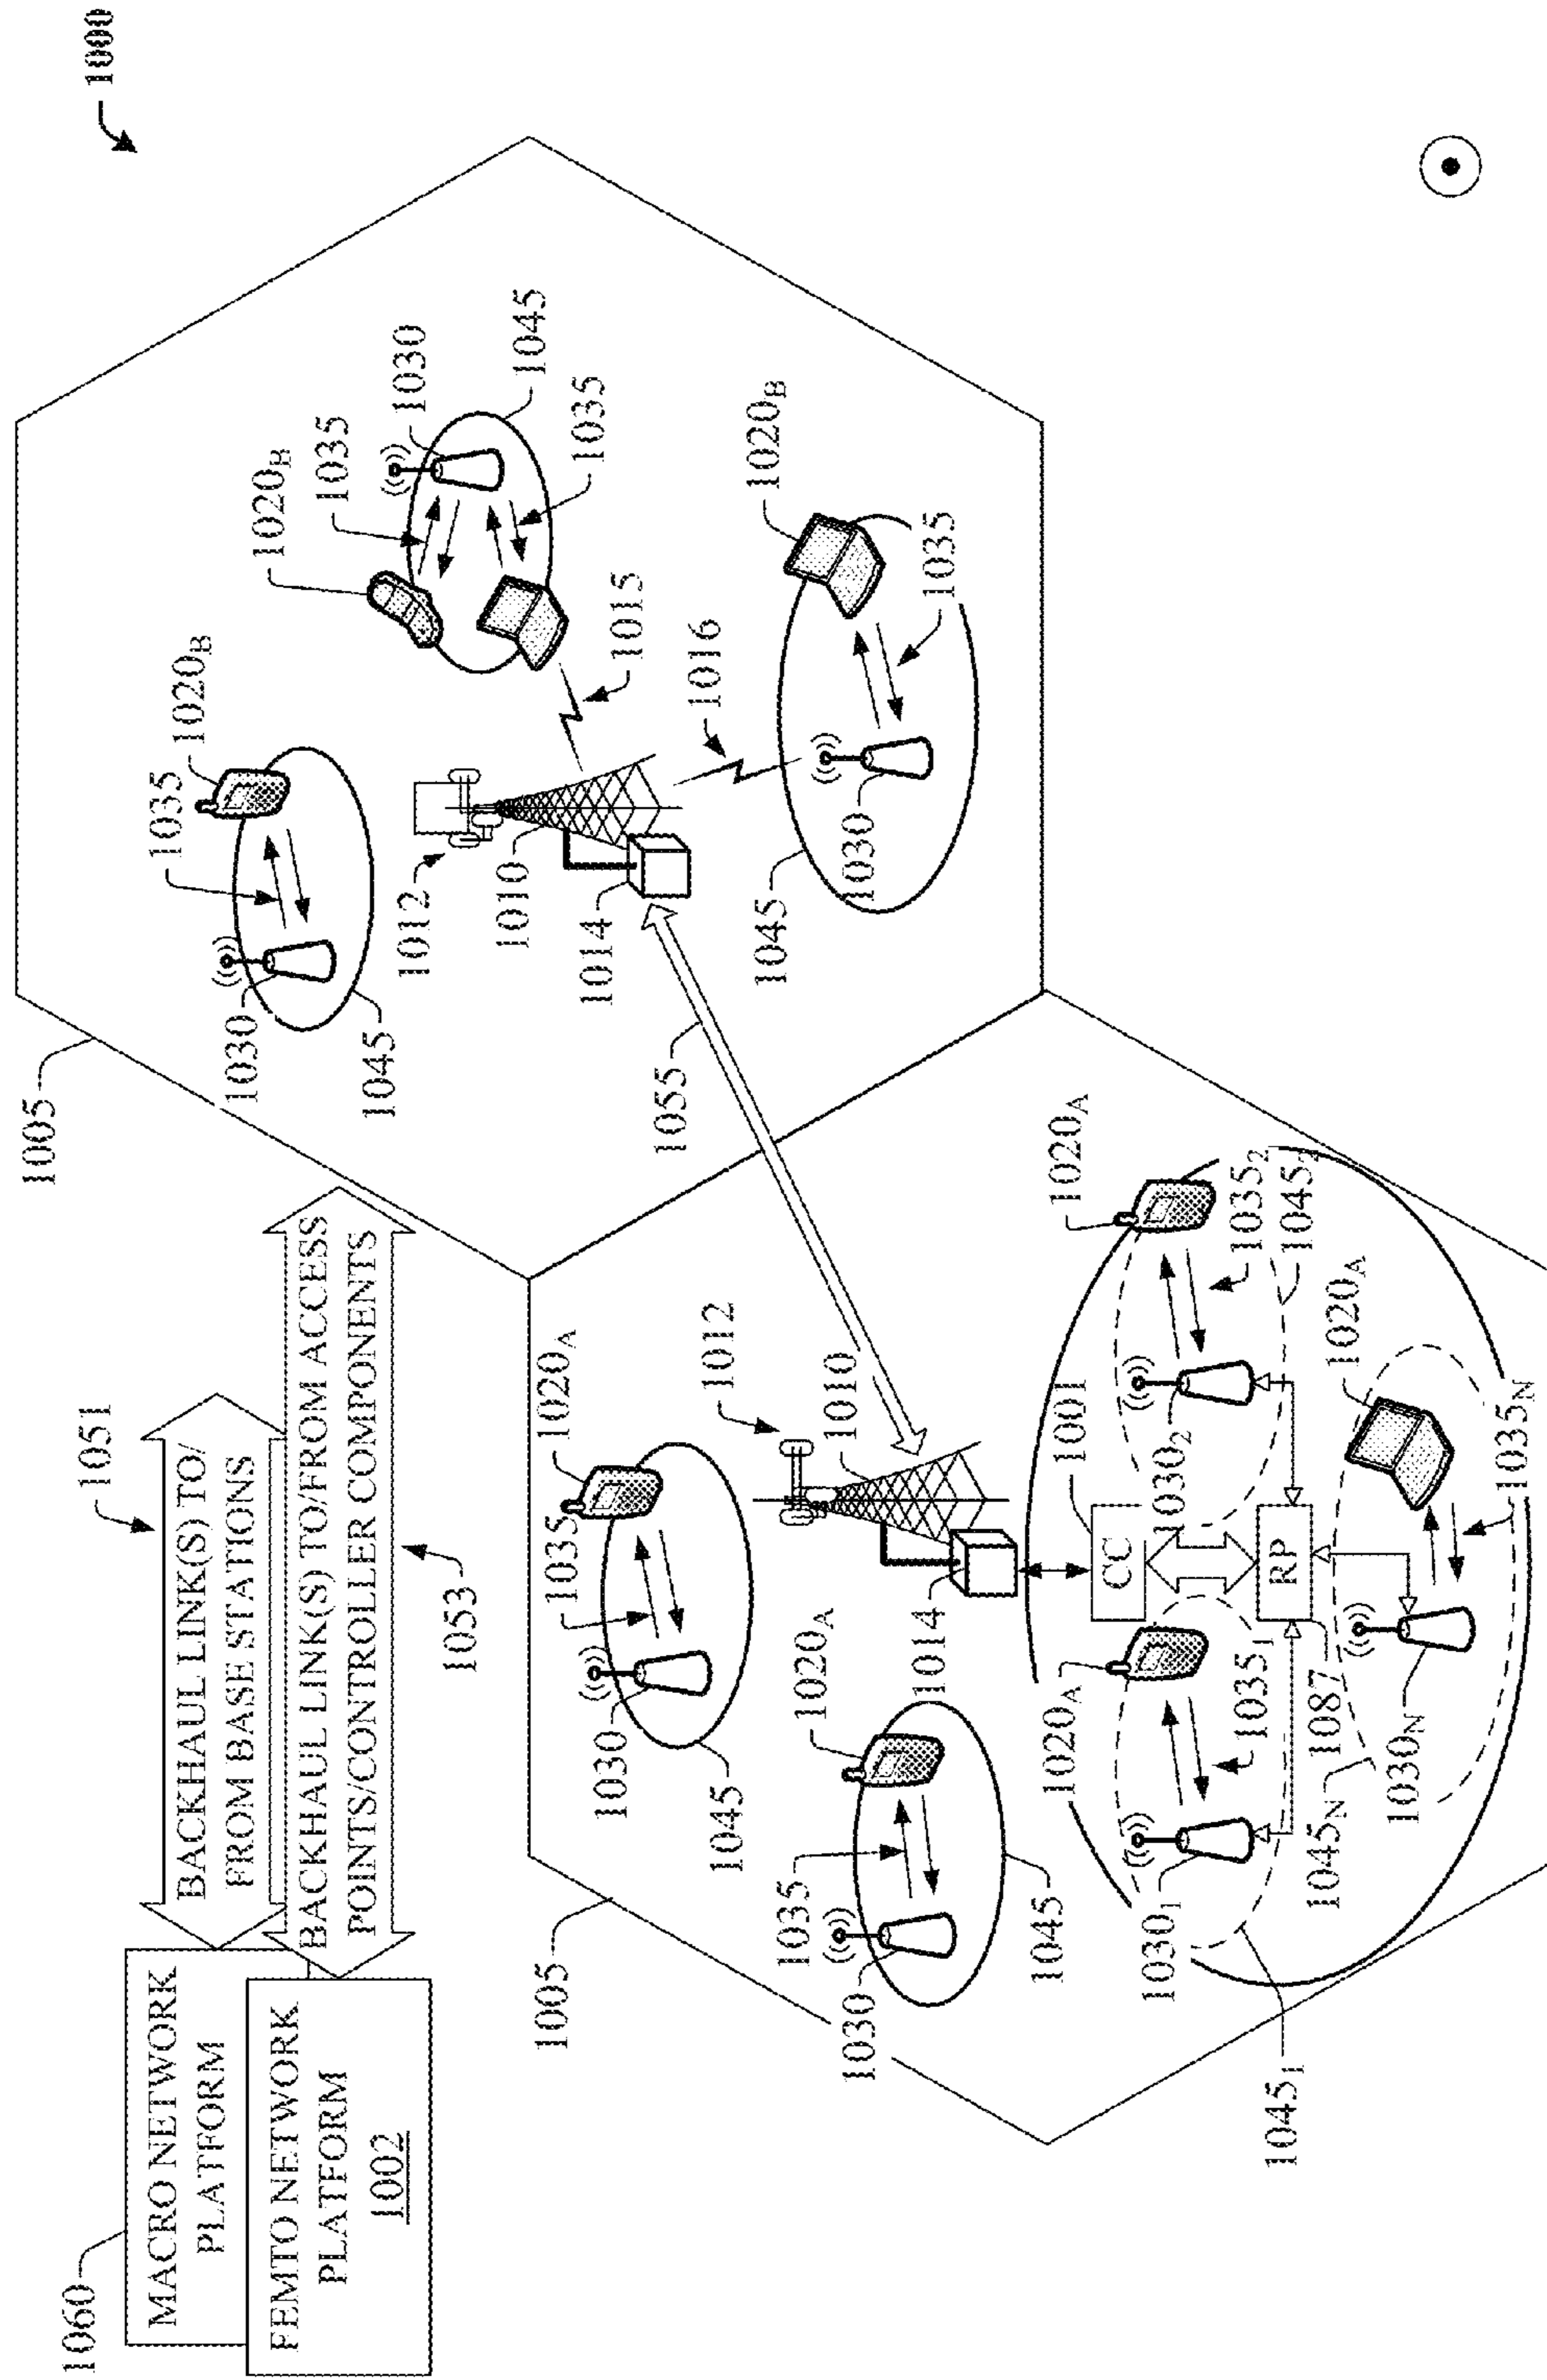 1000
1060
MACRO NETWORK
PLATFORM
FEMTO NETWORK
PLATFORM
1002
1051
BACKHAUL LINK(S) TO/
FROM BASE STATIONS
BACKHAUL LINK(S) TO/FROM ACCESS
POINTS/CONTROLLER COMPONENTS
1053
1005
1030
1045
1035
1020B
1012
1010
1014
1055
1020B
1035
1030
1045
1035
1015
1016
1020B
1035
1030
1045
1005
1020A
1035
1030
1045
1012
1010
1014
1020A
1035
1030
1045
1001
CC
RP
1087
1020A
10351
10301
10451
1020A
10352
10452
10302
1020A
1035N
1030N
1045N